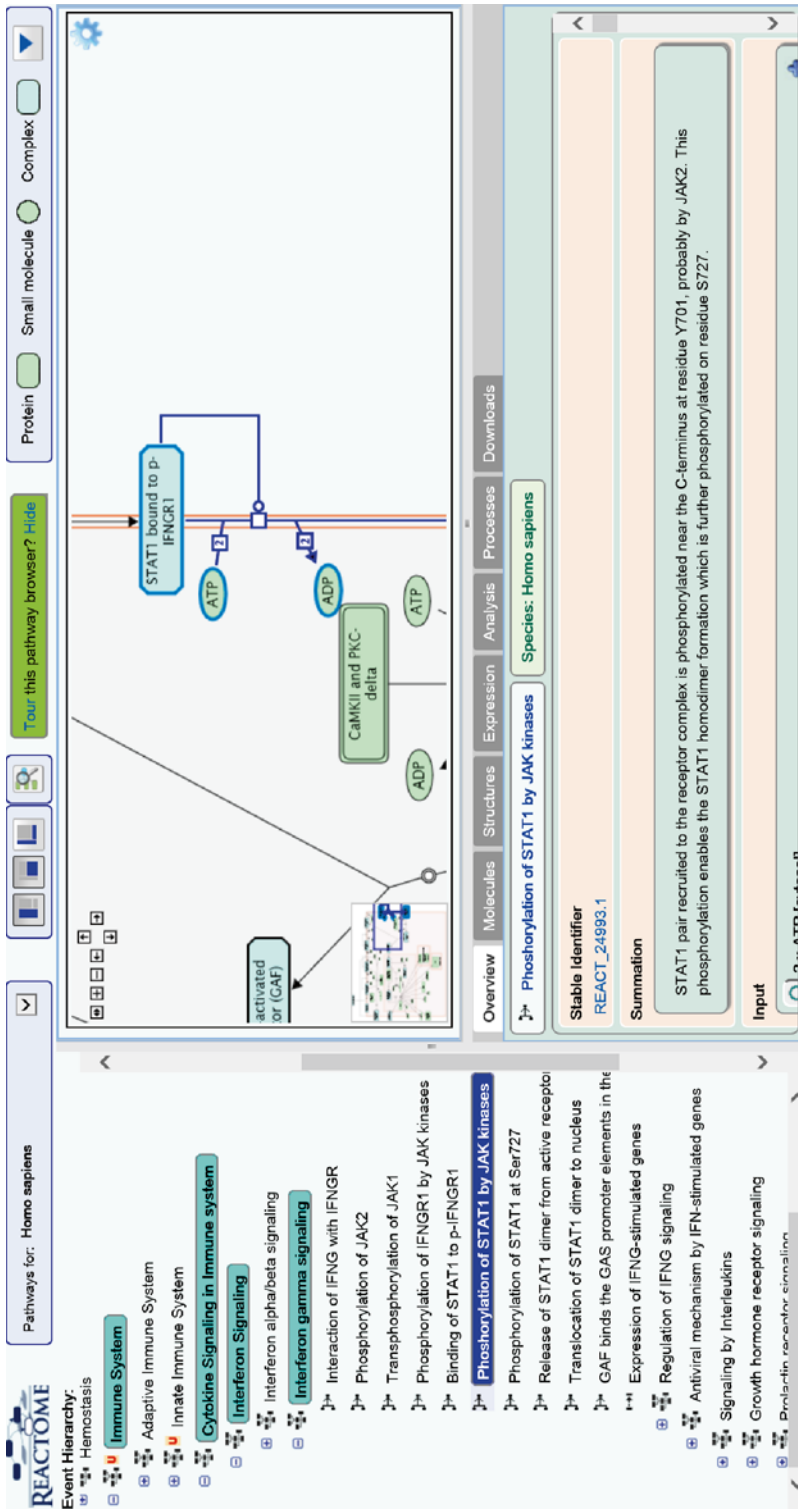 REACTOME
Pathways for: Homo sapiens
Tour this pathway browser? Hide
Protein
Small molecule
Complex
Event Hierarchy:
Hemostasis
Immune System
Adaptive Immune System
Innate Immune System
Cytokine Signaling in Immune system
Interferon Signaling
Interferon alpha/beta signaling
Interferon gamma signaling
Interaction of IFNG with IFNGR
Phosphorylation of JAK2
Transphosphorylation of JAK1
Phosphorylation of IFNGR1 by JAK kinases
Binding of STAT1 to p-IFNGR1
Phoshorylation of STAT1 by JAK kinases
Phosphorylation of STAT1 at Ser727
Release of STAT1 dimer from active recepto
Translocation of STAT1 dimer to nucleus
GAF binds the GAS promoter elements in the
Expression of IFNG-stimulated genes
Regulation of IFNG signaling
Antiviral mechanism by IFN-stimulated genes
Signaling by Interleukins
Growth hormone receptor signaling
Prolactin receptor signaling
STAT1 bound to p-
IFNGR1
ATP
2
2
ADP
CaMKII and PKC-
delta
ATP
ADP
-activated
or (GAF)
Overview
Molecules
Structures
Expression
Analysis
Processes
Downloads
Phoshorylation of STAT1 by JAK kinases
Species: Homo sapiens
Stable Identifier
REACT_24993.1
Summation
STAT1 pair recruited to the receptor complex is phosphorylated near the C-terminus at residue Y701, probably by JAK2. This
phosphorylation enables the STAT1 homodimer formation which is further phosphorylated on residue S727.
Input
2 x ATP [cytosol]